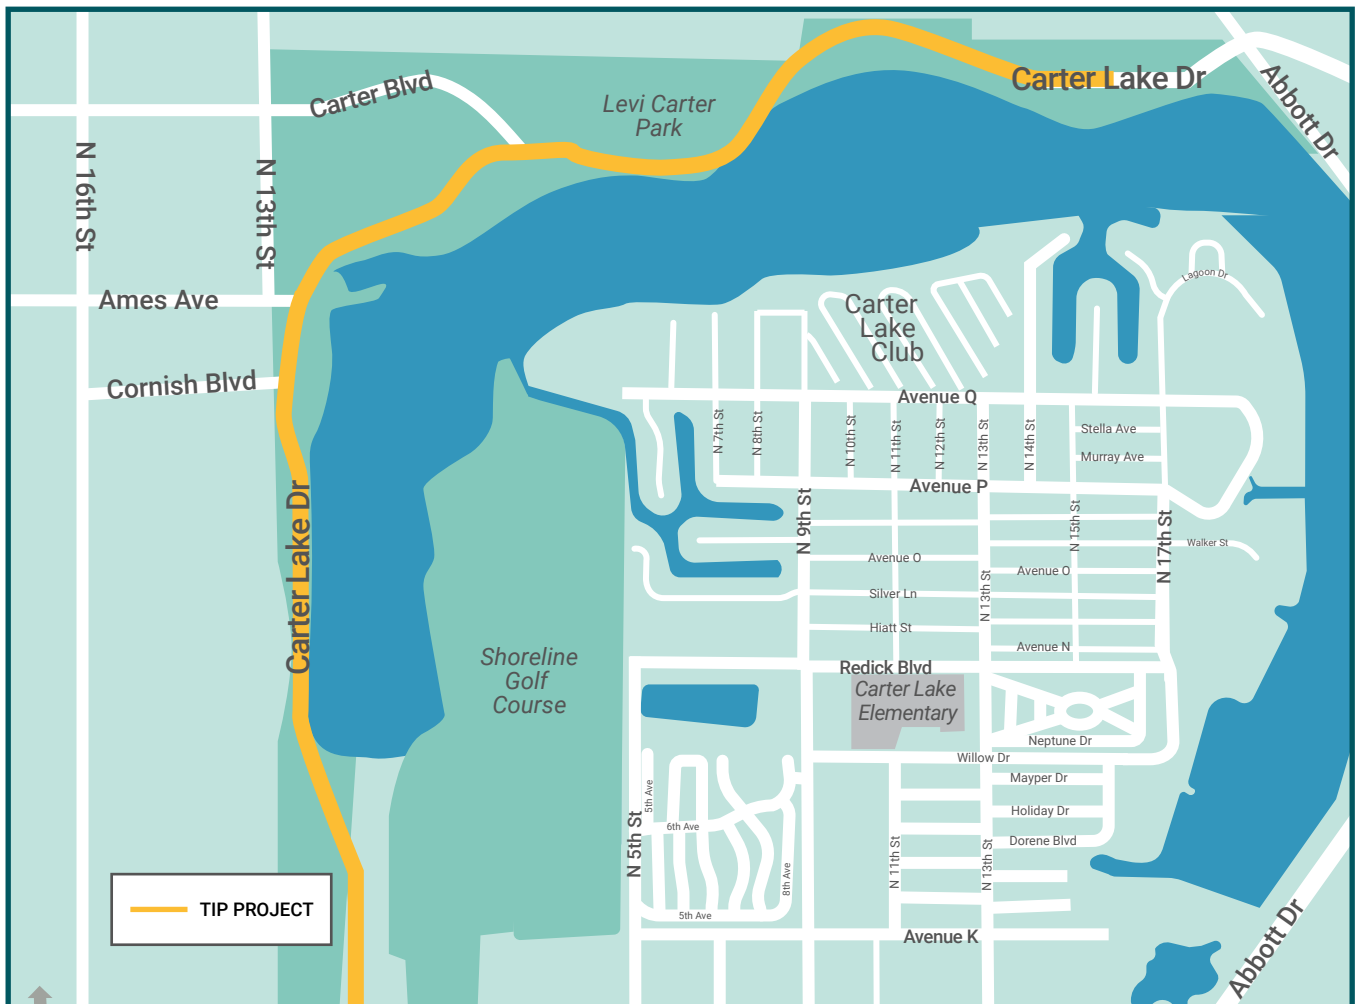 Carter Lake Dr
Abbott Dr
Carter Blvd
Levi Carter
Park
N 16th St
N 13th St
Ames Ave
Cornish Blvd
Lagoon Dr
Carter
Lake
Club
Avenue Q
N 7th St
N 8th St
N 10th St
N 11th St
N 12th St
N 13th St
N 14th St
Stella Ave
Murray Ave
Avenue P
N 9th St
N 15th St
N 17th St
Walker St
Avenue O
Avenue O
Silver Ln
N 13th St
Hiatt St
Avenue N
Carter Lake Dr
Shoreline
Golf
Course
Redick Blvd
Carter Lake
Elementary
Neptune Dr
Willow Dr
Mayper Dr
Holiday Dr
Dorene Blvd
5th Ave
6th Ave
N 5th St
8th Ave
N 11th St
N 13th St
5th Ave
Avenue K
Abbott Dr
TIP PROJECT